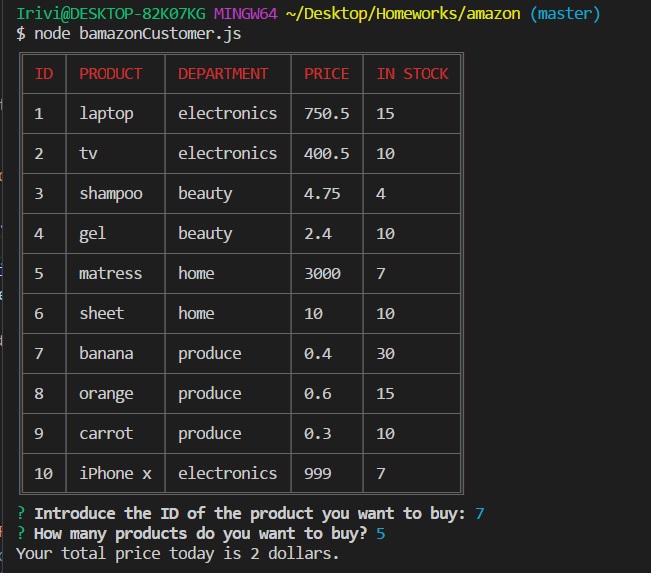 Irivi@DESKTOP-82K07KG MINGW64 ~/Desktop/Homeworks/amazon (master)
$ node bamazonCustomer.js
ID PRODUCT DEPARTMENT PRICE IN STOCK
1 laptop electronics 750.5 15
2 tv electronics 400.5 10
3 shampoo beauty 4.75 4
4 gel beauty 2.4 10
5 matress home 3000 7
6 sheet home 10 10
7 banana produce 0.4 30
8 orange produce 0.6 15
9 carrot produce 0.3 10
10 iPhone x electronics 999 7
? Introduce the ID of the product you want to buy: 7
? How many products do you want to buy? 5
Your total price today is 2 dollars.